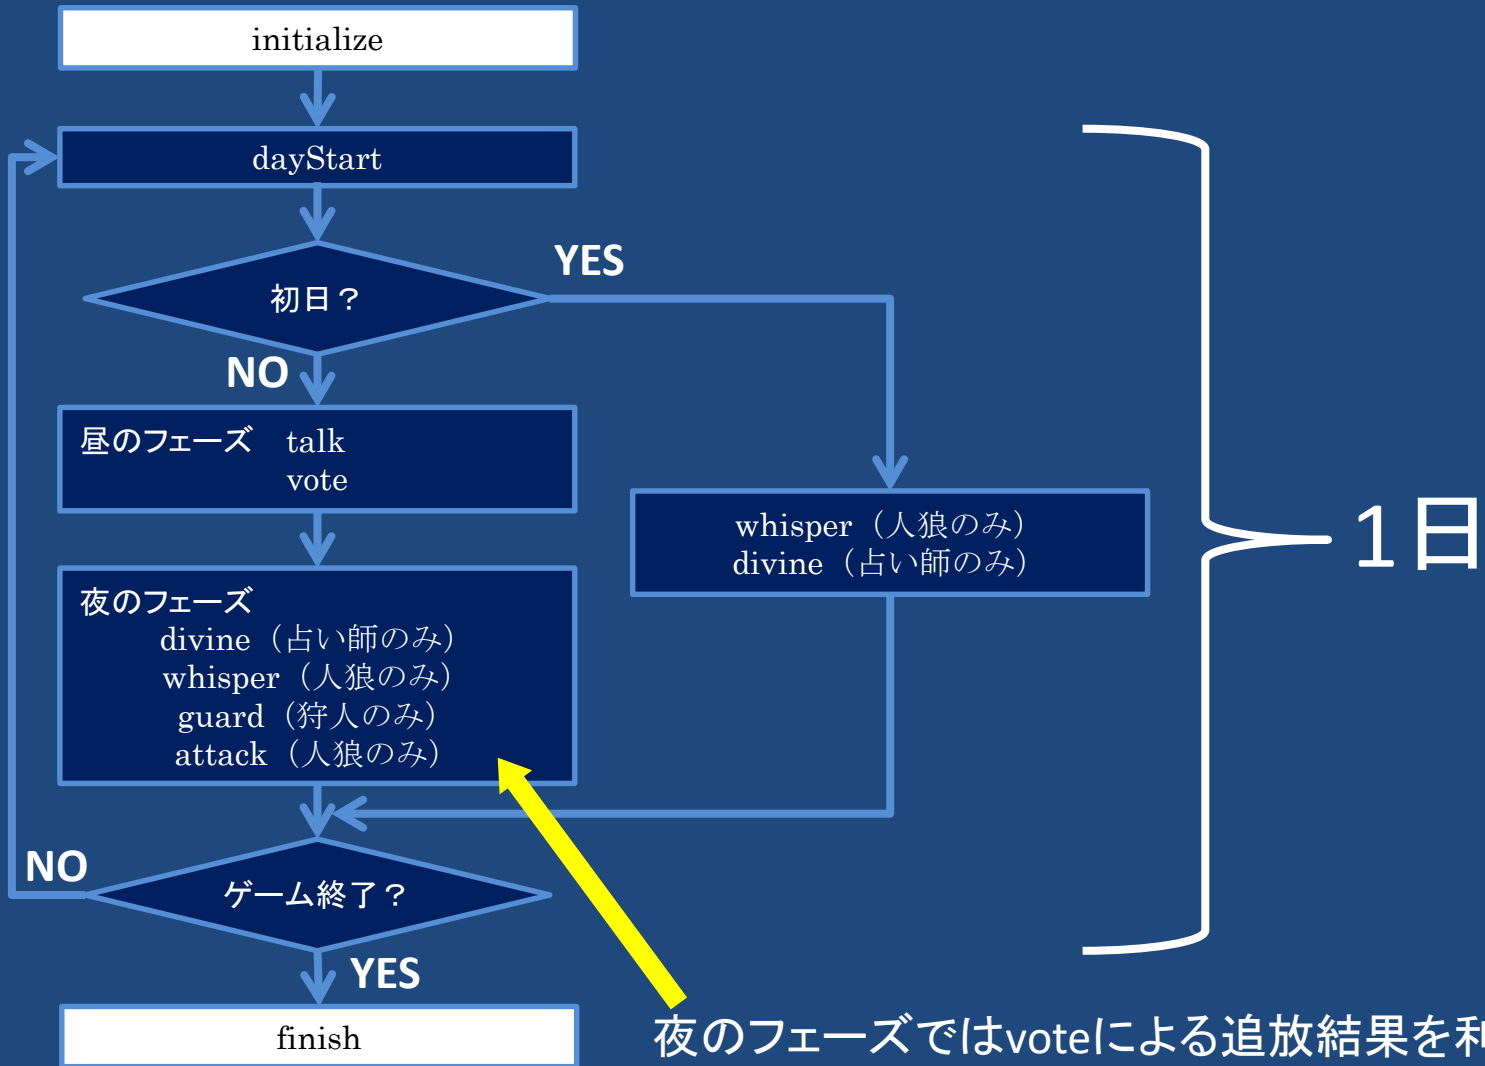 initialize
dayStart
初日？
YES
NO
昼のフェーズ　talk
vote
whisper（人狼のみ）
divine（占い師のみ）
1日
夜のフェーズ
divine（占い師のみ）
whisper（人狼のみ）
guard（狩人のみ）
attack（人狼のみ）
NO
ゲーム終了？
YES
finish
夜のフェーズではvoteによる追放結果を利